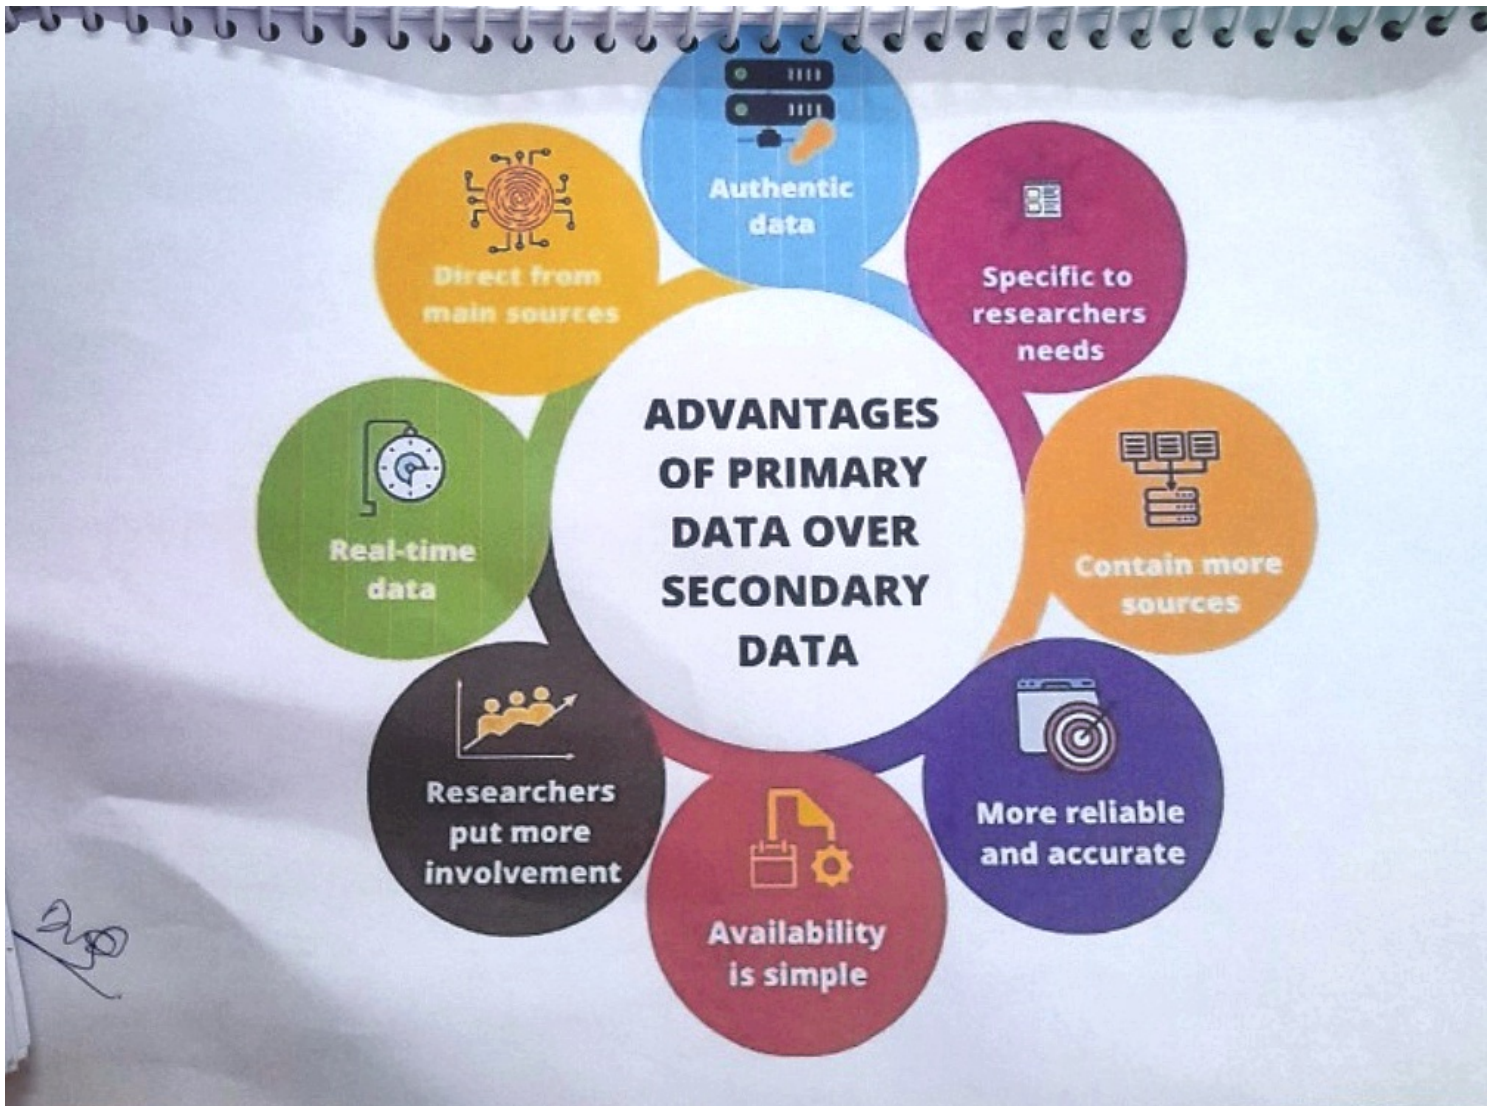 Authentic
data
Specific to
researchers
needs
Contain more
sources
More reliable
and accurate
Availability
is simple
Researchers
put more
involvement
Real-time
data
Direct from
main sources
ADVANTAGES
OF PRIMARY
DATA OVER
SECONDARY
DATA